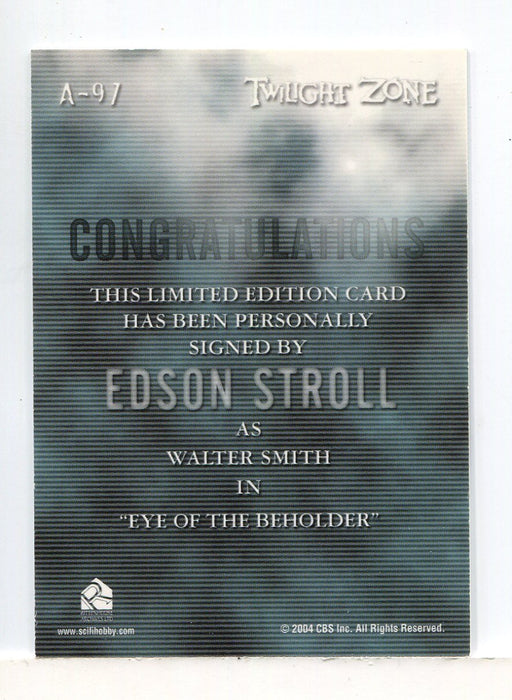 A-97
TWILIGHT ZONE
CONGRATULATIONS
THIS LIMITED EDITION CARD
HAS BEEN PERSONALLY
SIGNED BY
EDSON STROLL
AS
WALTER SMITH
IN
"EYE OF THE BEHOLDER"
www.scifihobby.com
© 2004 CBS Inc. All Rights Reserved.